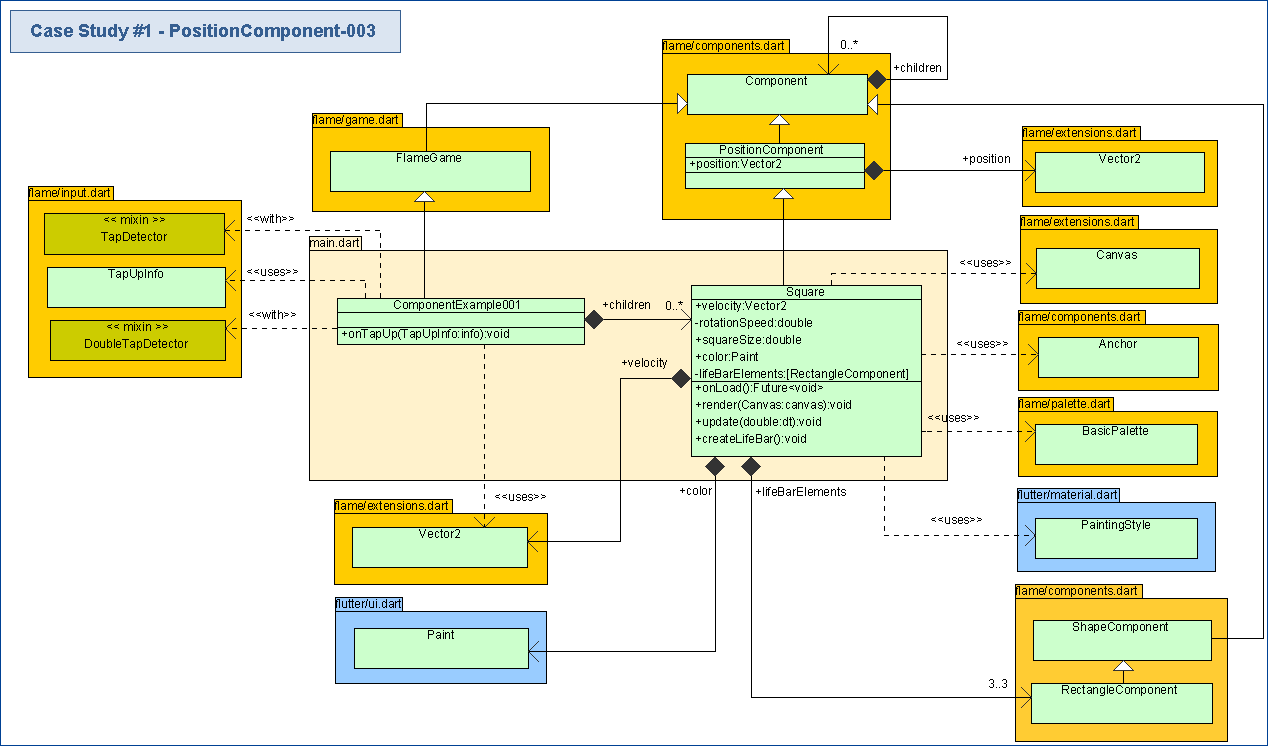 Case Study #1 - PositionComponent-003
flame/components.dart
0..*
+children
Component
PositionComponent
+position:Vector2
+position
flame/extensions.dart
Vector2
flame/game.dart
FlameGame
flame/input.dart
<< mixin >>
TapDetector
<<with>>
TapUpInfo
<<uses>>
<< mixin >>
DoubleTapDetector
<<with>>
main.dart
ComponentExample001
+onTapUp(TapUpInfo:info):void
+children
0..*
Square
+velocity:Vector2
-rotationSpeed:double
+squareSize:double
+color:Paint
-lifeBarElements:[RectangleComponent]
+onLoad():Future<void>
+render(Canvas:canvas):void
+update(double:dt):void
+createLifeBar():void
+velocity
flame/extensions.dart
Canvas
<<uses>>
flame/components.dart
Anchor
<<uses>>
flame/palette.dart
BasicPalette
<<uses>>
flutter/material.dart
PaintingStyle
<<uses>>
+color
+lifeBarElements
<<uses>>
flame/extensions.dart
Vector2
flutter/ui.dart
Paint
flame/components.dart
ShapeComponent
3..3
RectangleComponent